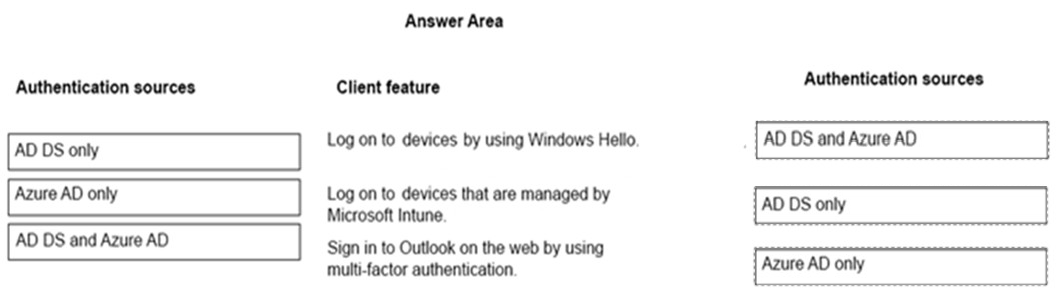 Answer Area
Authentication sources
Client feature
Authentication sources
AD DS only
Azure AD only
AD DS and Azure AD
Log on to devices by using Windows Hello.
Log on to devices that are managed by
Microsoft Intune.
Sign in to Outlook on the web by using
multi-factor authentication.
AD DS and Azure AD
AD DS only
Azure AD only